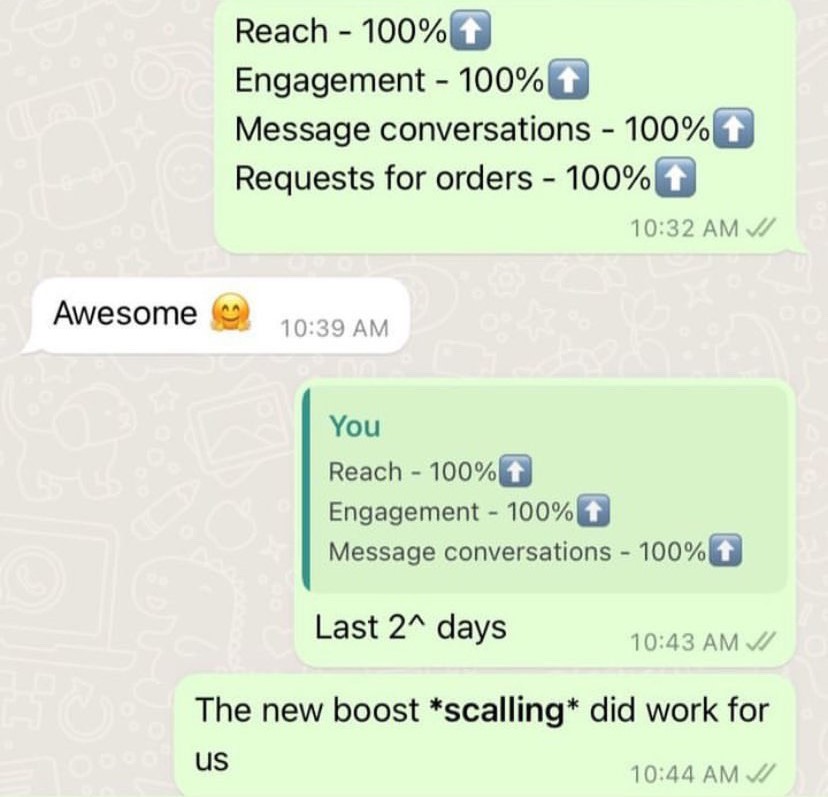 Reach - 100%⬆️
Engagement - 100%⬆️
Message conversations - 100%⬆️
Requests for orders - 100%⬆️
10:32 AM
Awesome 🤗
10:39 AM
You
Reach - 100%⬆️
Engagement - 100%⬆️
Message conversations - 100%⬆️
Last 2^ days
10:43 AM
The new boost *scalling* did work for
us
10:44 AM